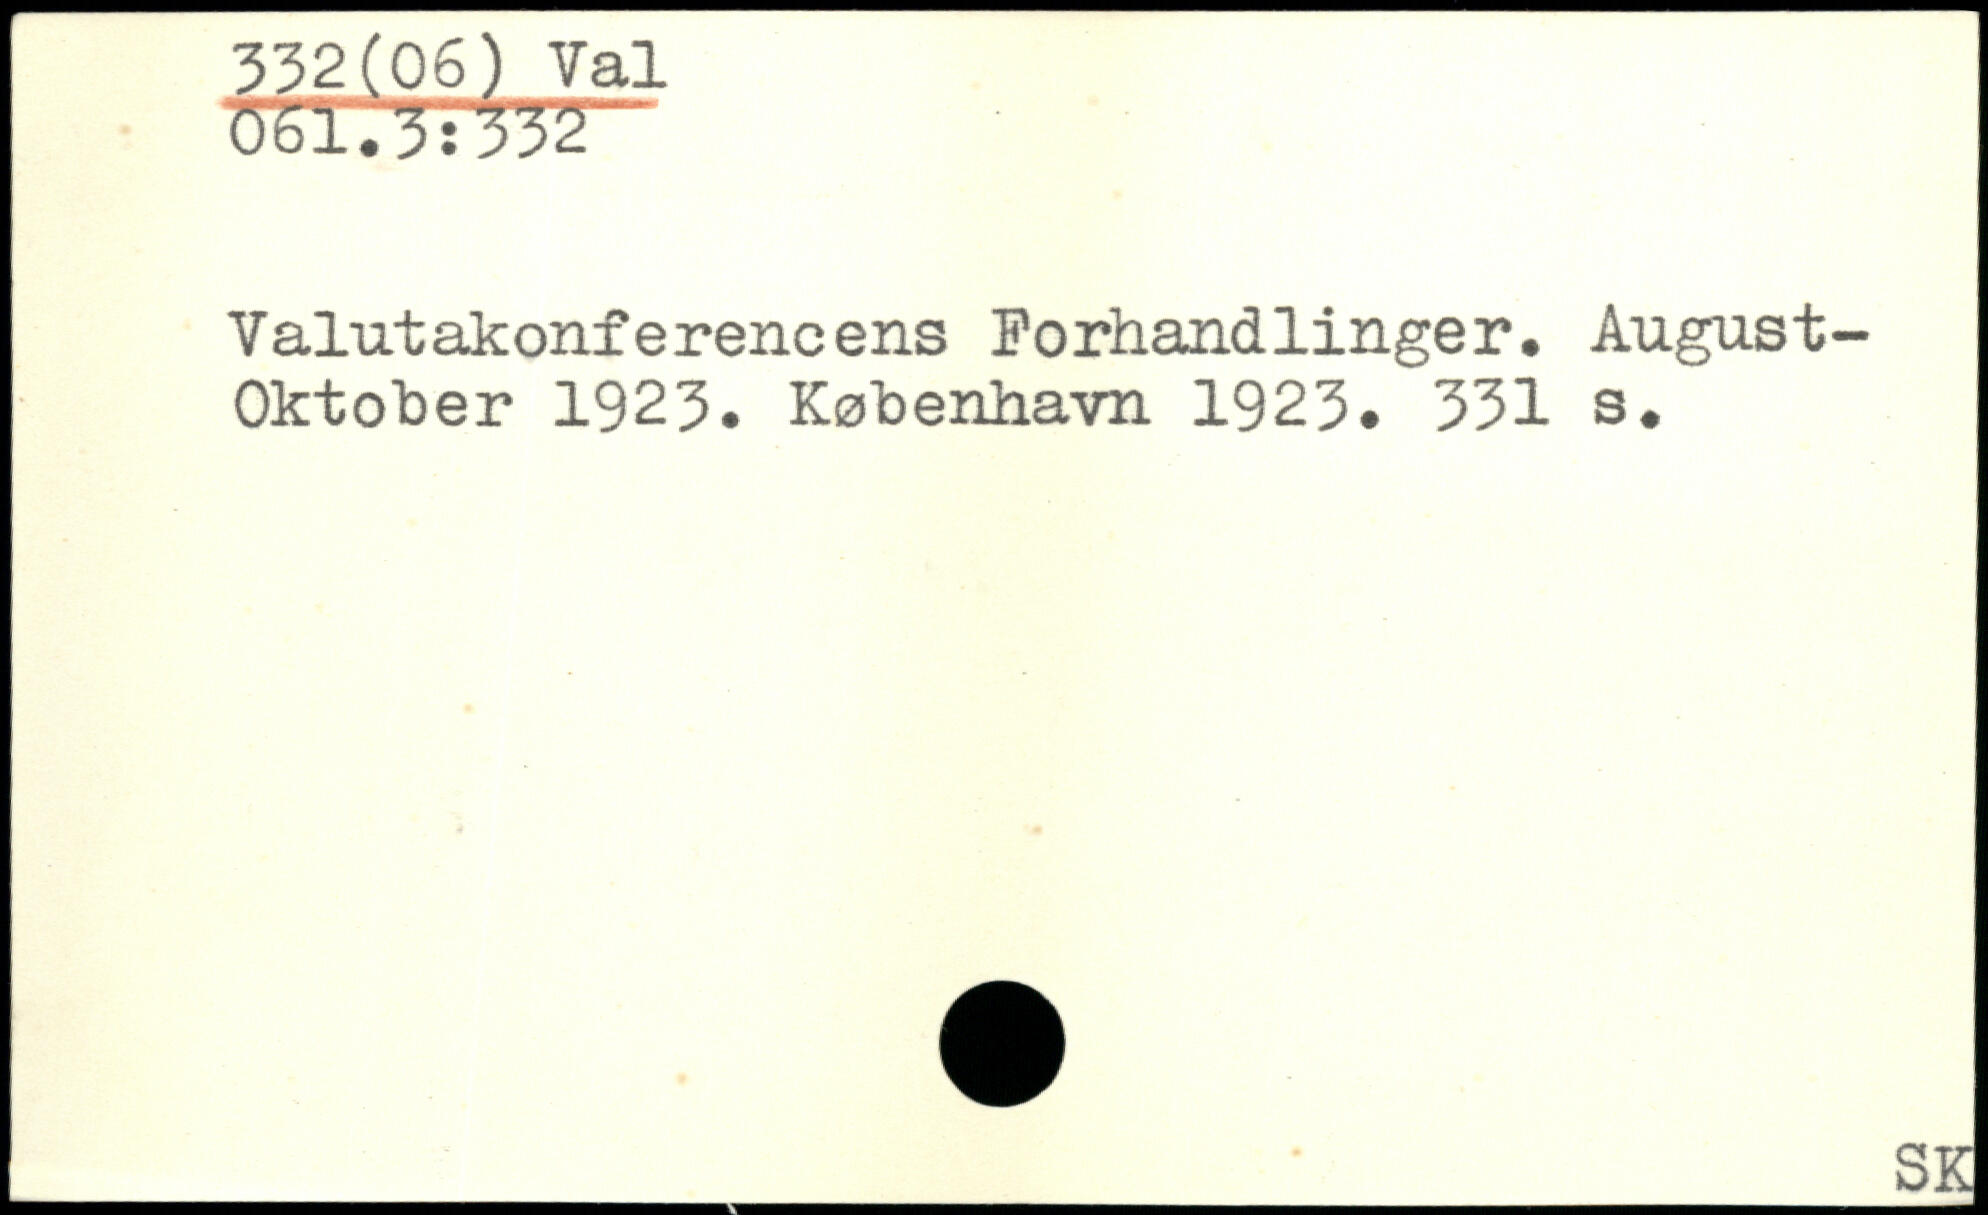 332(06) Val
061.3:332
Valutakonferencens Forhandlinger. August-
Oktober 1923. København 1923. 331 s.
SK